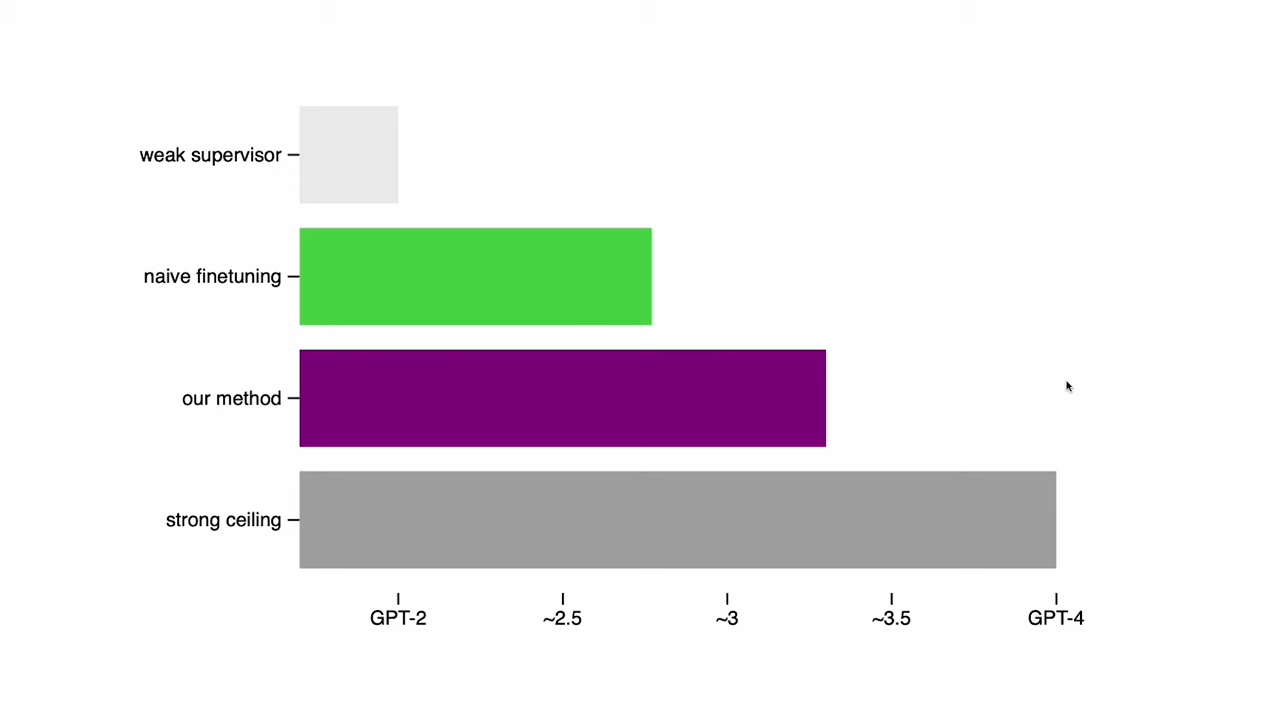 weak supervisor
naive finetuning
our method
strong ceiling
GPT-2 ~2.5 ~3 ~3.5 GPT-4